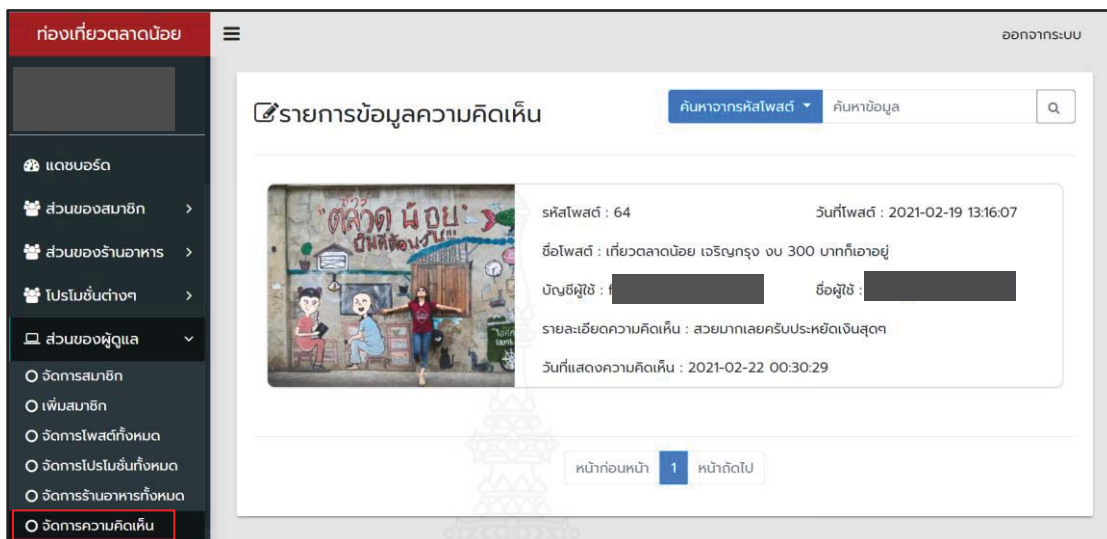 ท่องเที่ยวตลาดน้อย
ออกจากระบบ
แดชบอร์ด
ส่วนของสมาชิก
ส่วนของร้านอาหาร
โปรโมชั่นต่างๆ
ส่วนของผู้ดูแล
จัดการสมาชิก
เพิ่มสมาชิก
จัดการโพสต์ทั้งหมด
จัดการโปรโมชั่นทั้งหมด
จัดการร้านอาหารทั้งหมด
จัดการความคิดเห็น
รายการข้อมูลความคิดเห็น
ค้นหาจากรหัสโพสต์ ค้นหาข้อมูล
ตลาดน้อย
รหัสโพสต์ : 64 วันที่โพสต์ : 2021-02-19 13:16:07
ชื่อโพสต์ : เที่ยวตลาดน้อย เจริญกรุง งบ 300 บาทก็เอาอยู่
บัญชีผู้ใช้ : f ชื่อผู้ใช้ :
รายละเอียดความคิดเห็น : สวยมากเลยครับประหยัดเงินสุดๆ
วันที่แสดงความคิดเห็น : 2021-02-22 00:30:29
หน้าก่อนหน้า 1 หน้าถัดไป